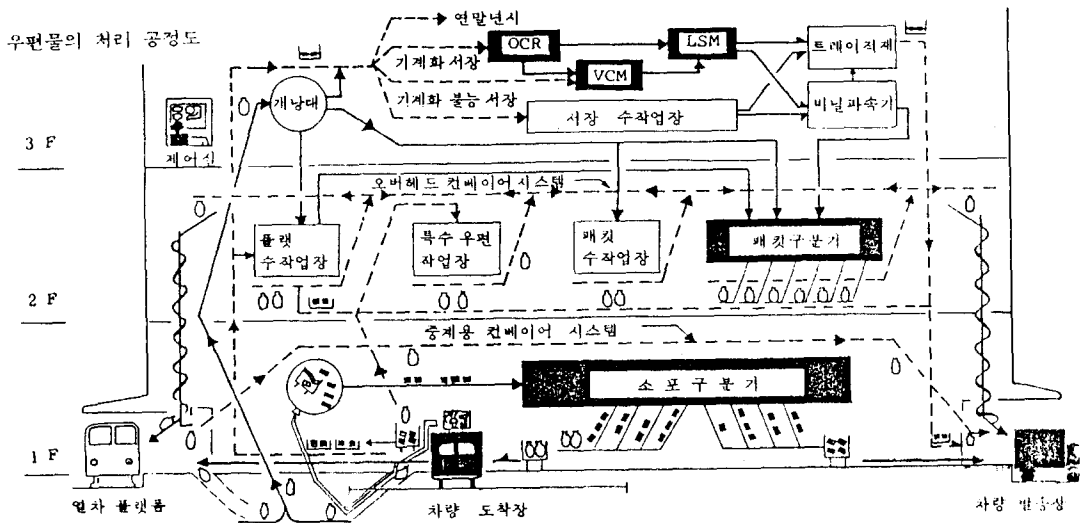 우편물의 처리 공정도
연말년시
기계화 서장
기계화 불능 서장
OCR
VCM
LSM
트레이적재
비닐파속기
서장 수작업장
개낭대
제어실
3 F
오버헤드 컨베이어시스템
플랫
수작업장
특수우편
작업장
패킷
수작업장
패킷구분기
2 F
중계용 컨베이어 시스템
소포구분기
1 F
열차 플랫폼
차량 도착장
차량 발송장